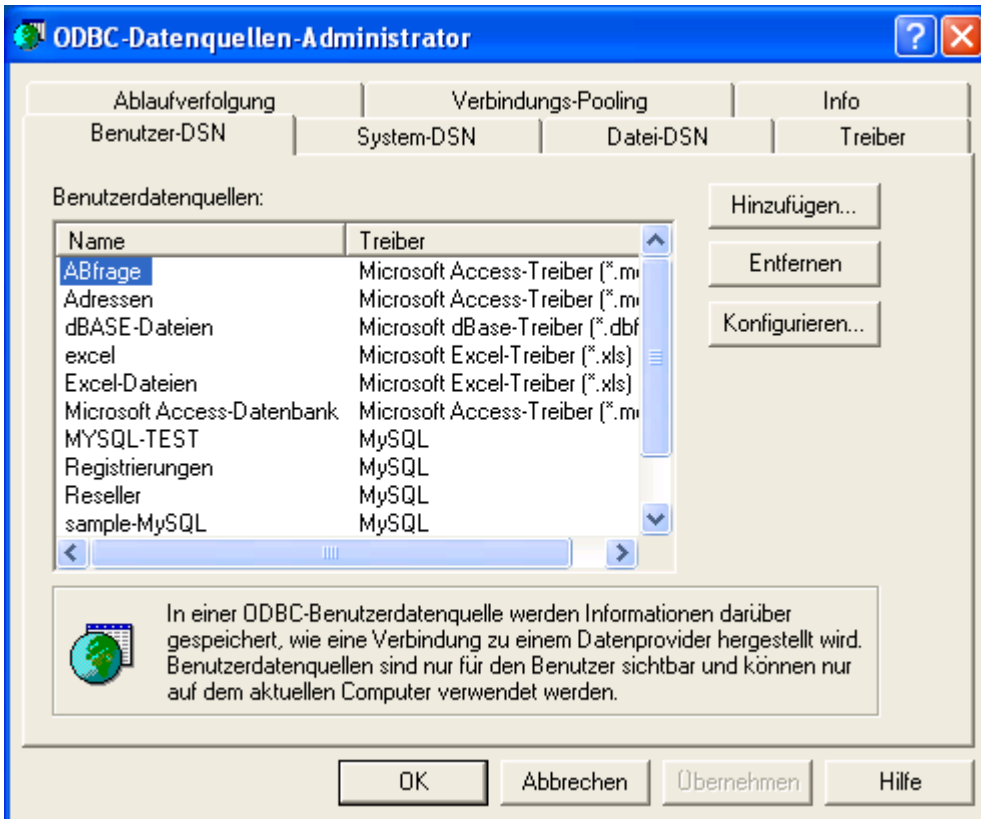 ODBC-Datenquellen-Administrator
Ablaufverfolgung Verbindungs-Pooling Info
Benutzer-DSN System-DSN Datei-DSN Treiber
Benutzerdatenquellen:
Hinzufügen...
Name Treiber
ABfrage Microsoft Access-Treiber (*.m
Entfernen
Adressen Microsoft Access-Treiber (*.m
dBASE-Dateien Microsoft dBase-Treiber (*.dbf
Konfigurieren...
excel Microsoft Excel-Treiber (*.xls)
Excel-Dateien Microsoft Excel-Treiber (*.xls)
Microsoft Access-Datenbank Microsoft Access-Treiber (*.m
MYSQL-TEST MySQL
Registrierungen MySQL
Reseller MySQL
sample-MySQL MySQL
In einer ODBC-Benutzerdatenquelle werden Informationen darüber
gespeichert, wie eine Verbindung zu einem Datenprovider hergestellt wird.
Benutzerdatenquellen sind nur für den Benutzer sichtbar und können nur
auf dem aktuellen Computer verwendet werden.
OK Abbrechen Übernehmen Hilfe